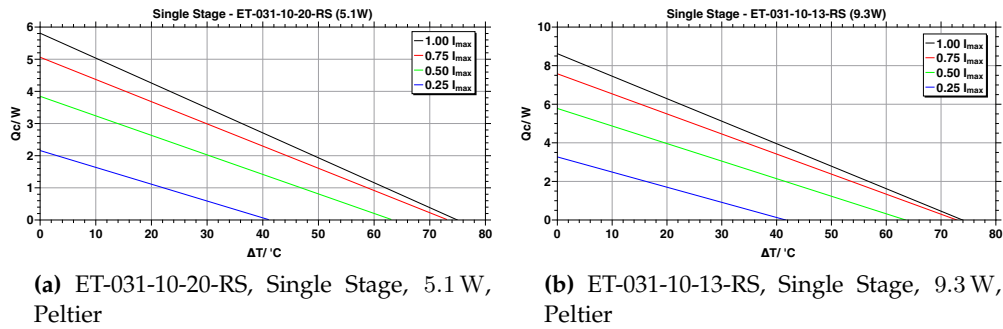 Single Stage - ET-031-10-20-RS (5.1W)
6
5
4
3
2
1
0
Qc/ W
1.00 Imax
0.75 Imax
0.50 Imax
0.25 Imax
0 10 20 30 40 50 60 70 80
ΔT/ 'C
(a) ET-031-10-20-RS, Single Stage, 5.1 W,
Peltier
Single Stage - ET-031-10-13-RS (9.3W)
10
8
6
4
2
0
Qc/ W
1.00 Imax
0.75 Imax
0.50 Imax
0.25 Imax
0 10 20 30 40 50 60 70 80
ΔT/ 'C
(b) ET-031-10-13-RS, Single Stage, 9.3 W,
Peltier